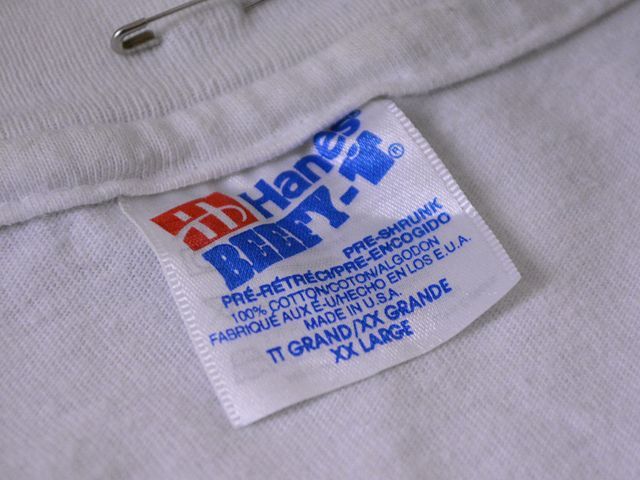 Hanes
BEEFY-T®
PRE-SHRUNK
PRÉ-RÉTRÉCI/PRE-ENCOGIDO
100% COTTON/COTON/ALGODON
FABRIQUÉ AUX É-U/HECHO EN LOS E.U.A.
MADE IN U.S.A.
TT GRAND/XX GRANDE
XX LARGE